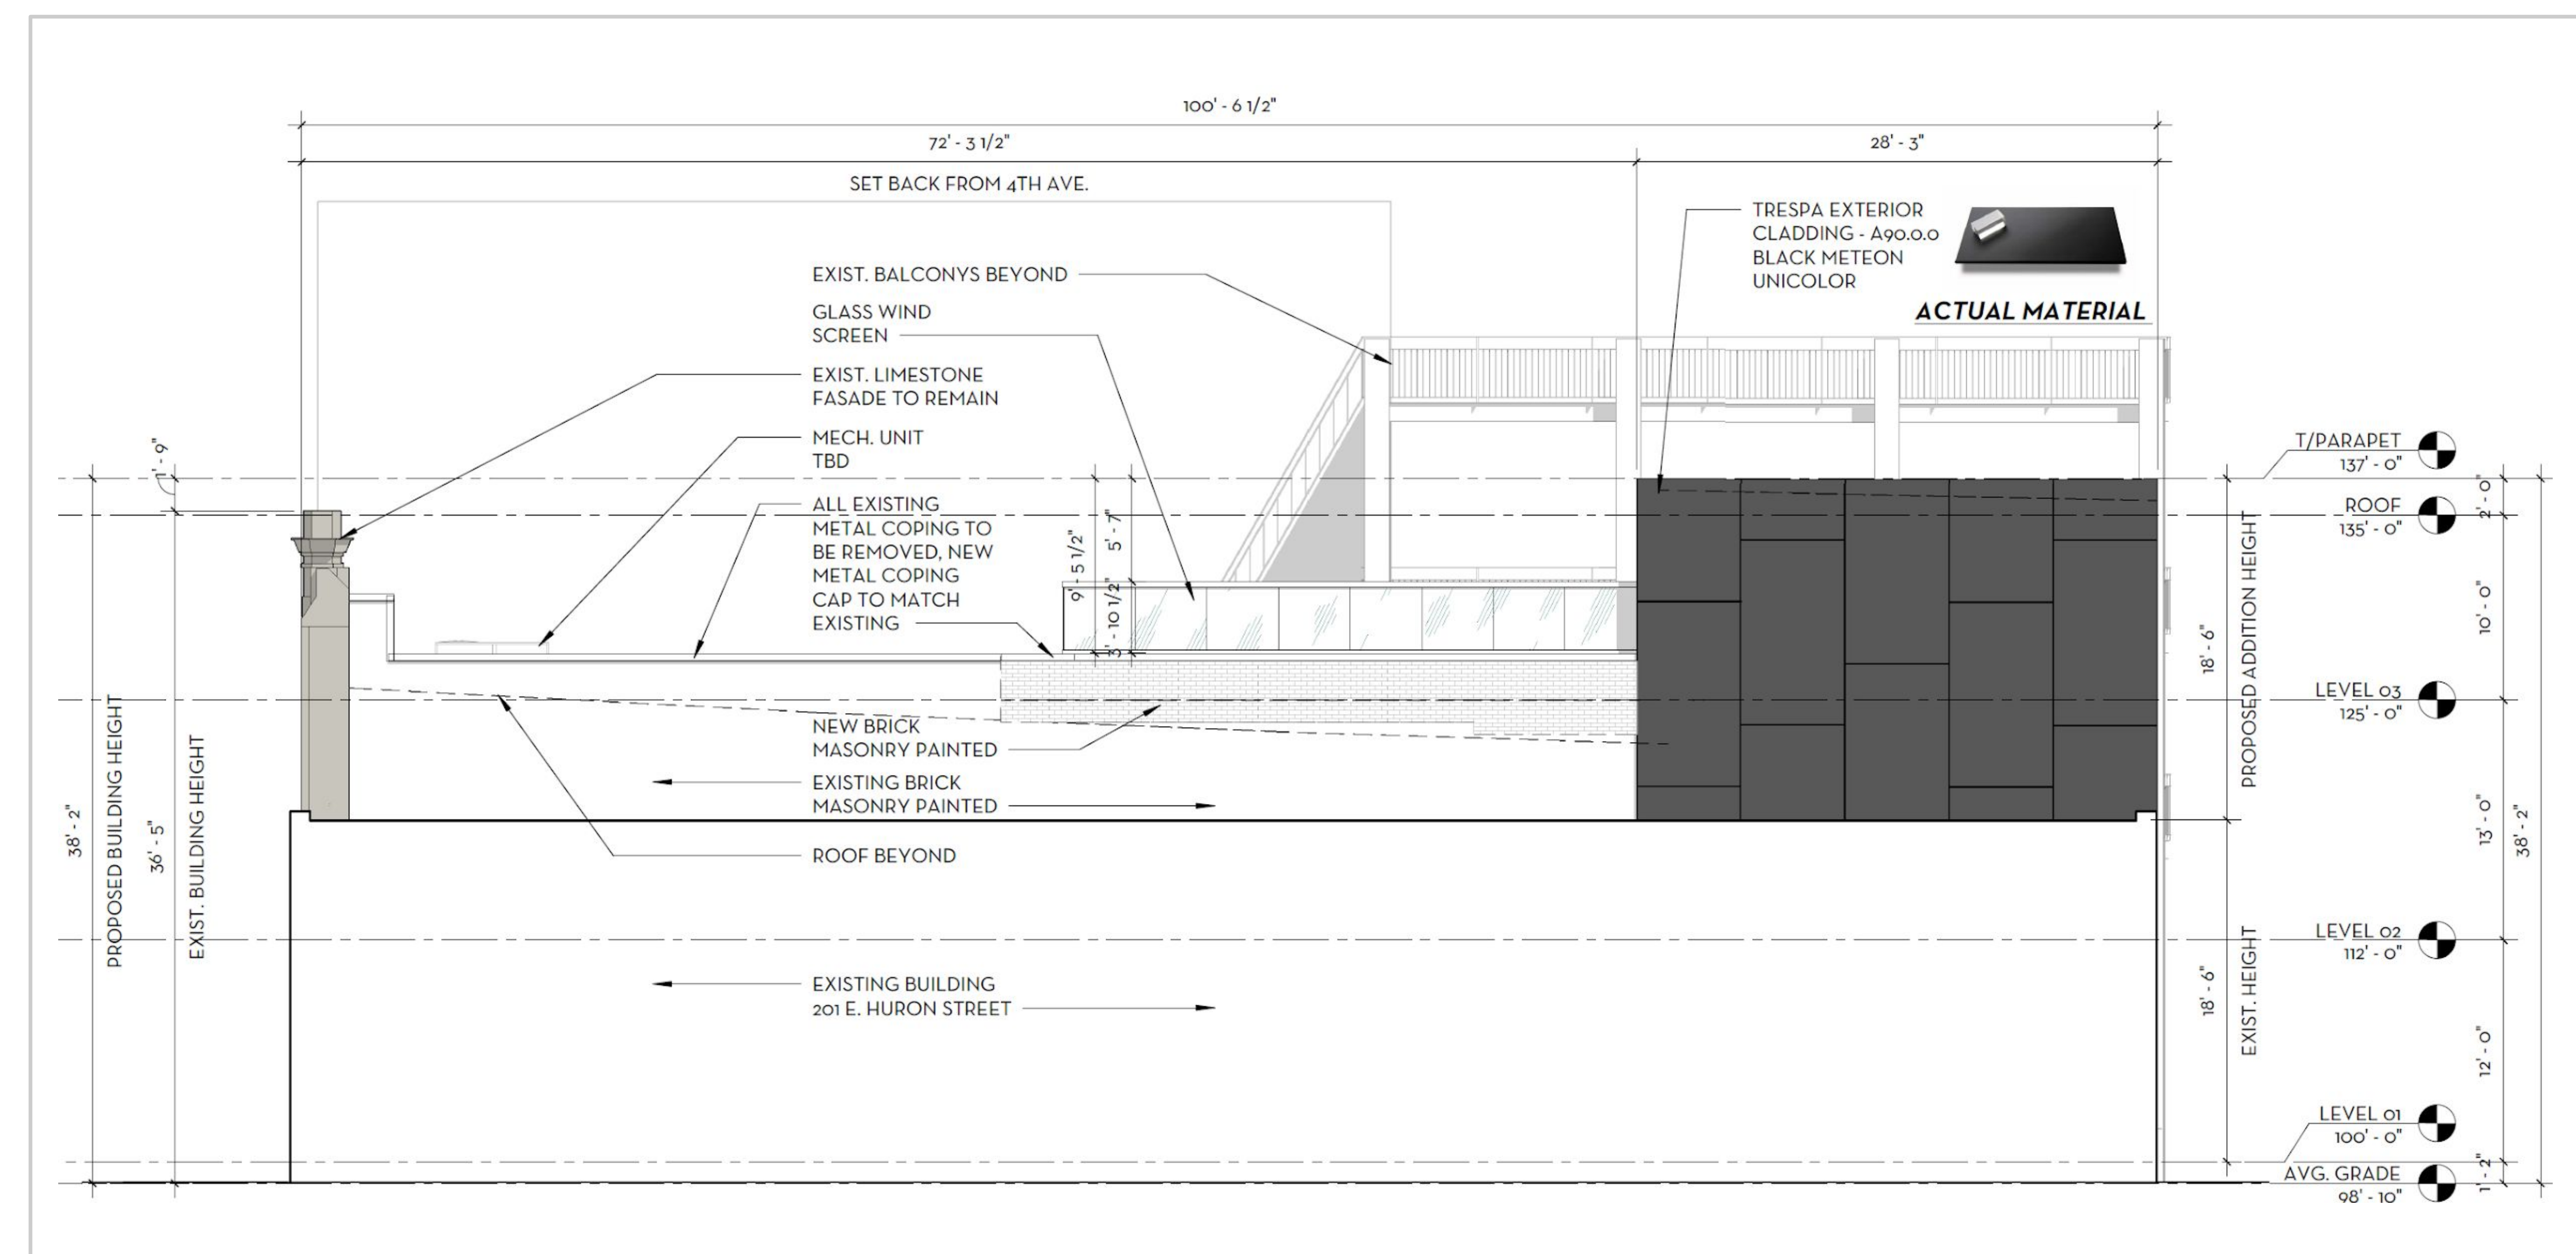 100' - 6 1/2"
72' - 3 1/2"
28' - 3"
SET BACK FROM 4TH AVE.
TRESPA EXTERIOR
CLADDING - A90.0.0
BLACK METEON
UNICOLOR
ACTUAL MATERIAL
EXIST. BALCONYS BEYOND
GLASS WIND
SCREEN
EXIST. LIMESTONE
FASADE TO REMAIN
MECH. UNIT
TBD
ALL EXISTING
METAL COPING TO
BE REMOVED, NEW
METAL COPING
CAP TO MATCH
EXISTING
NEW BRICK
MASONRY PAINTED
EXISTING BRICK
MASONRY PAINTED
ROOF BEYOND
EXISTING BUILDING
201 E. HURON STREET
1' - 9"
38' - 2"
PROPOSED BUILDING HEIGHT
36' - 5"
EXIST. BUILDING HEIGHT
9' - 5 1/2"
5' - 7"
3' - 10 1/2"
18' - 6"
PROPOSED ADDITION HEIGHT
18' - 6"
EXIST. HEIGHT
T/PARAPET
137' - 0"
ROOF
135' - 0"
LEVEL 03
125' - 0"
LEVEL 02
112' - 0"
LEVEL 01
100' - 0"
AVG. GRADE
98' - 10"
2' - 0"
10' - 0"
13' - 0"
12' - 0"
1' - 2"
38' - 2"